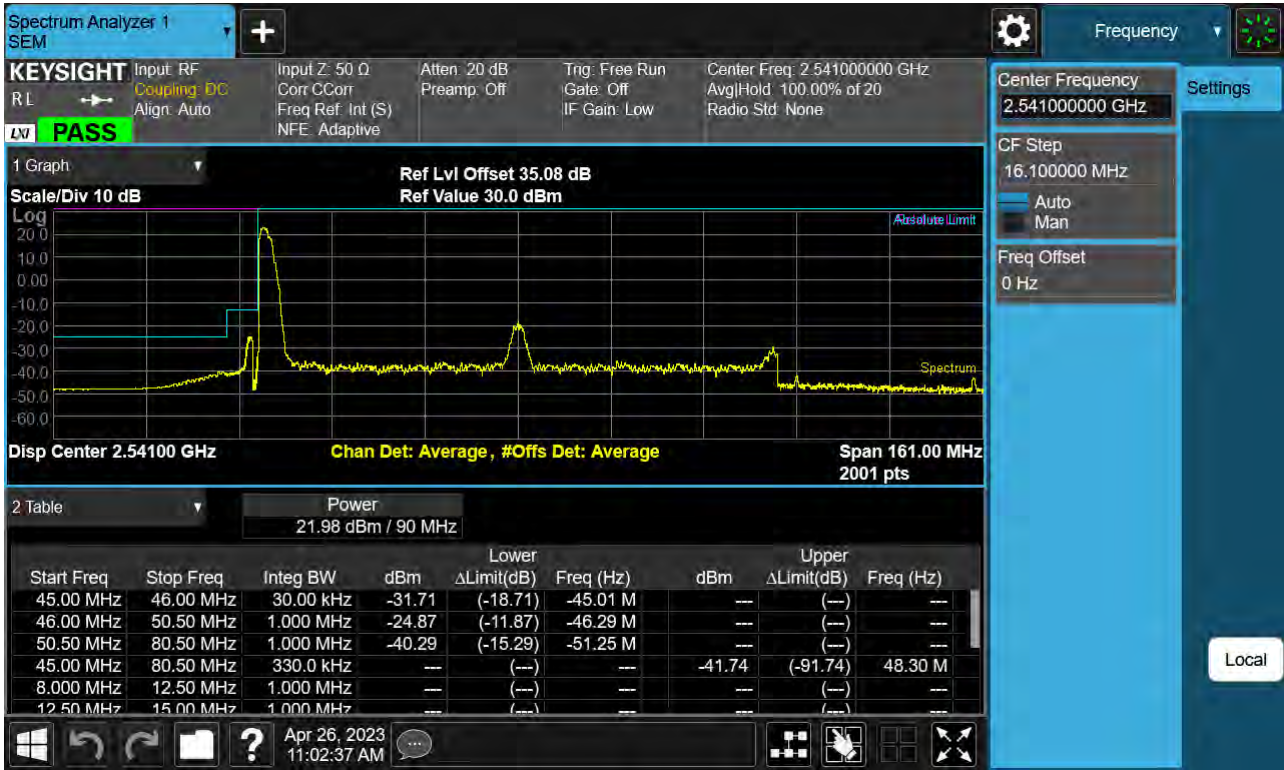 Spectrum Analyzer 1
SEM
Frequency
KEYSIGHT
R L
LXI
PASS
Input: RF
Coupling: DC
Align: Auto
Input Z: 50 Ω
Corr CCorr
Freq Ref: Int (S)
NFE: Adaptive
Atten: 20 dB
Preamp: Off
Trig: Free Run
Gate: Off
IF Gain: Low
Center Freq: 2.541000000 GHz
Avg|Hold: 100.00% of 20
Radio Std: None
Center Frequency
2.541000000 GHz
Settings
CF Step
16.100000 MHz
Auto
Man
Freq Offset
0 Hz
Local
1 Graph
Scale/Div 10 dB
Ref Lvl Offset 35.08 dB
Ref Value 30.0 dBm
Log
20.0
10.0
0.00
-10.0
-20.0
-30.0
-40.0
-50.0
-60.0
Absolute Limit
Spectrum
Disp Center 2.54100 GHz
Chan Det: Average, #Offs Det: Average
Span 161.00 MHz
2001 pts
2 Table
Power
21.98 dBm / 90 MHz
Lower Upper
Start Freq Stop Freq Integ BW dBm ΔLimit(dB) Freq (Hz) dBm ΔLimit(dB) Freq (Hz)
45.00 MHz 46.00 MHz 30.00 kHz -31.71 (-18.71) -45.01 M --- (---) ---
46.00 MHz 50.50 MHz 1.000 MHz -24.87 (-11.87) -46.29 M --- (---) ---
50.50 MHz 80.50 MHz 1.000 MHz -40.29 (-15.29) -51.25 M --- (---) ---
45.00 MHz 80.50 MHz 330.0 kHz --- (---) --- -41.74 (-91.74) 48.30 M
8.000 MHz 12.50 MHz 1.000 MHz --- (---) --- --- (---) ---
12.50 MHz 15.00 MHz 1.000 MHz --- (---) --- --- (---) ---
?
Apr 26, 2023
11:02:37 AM